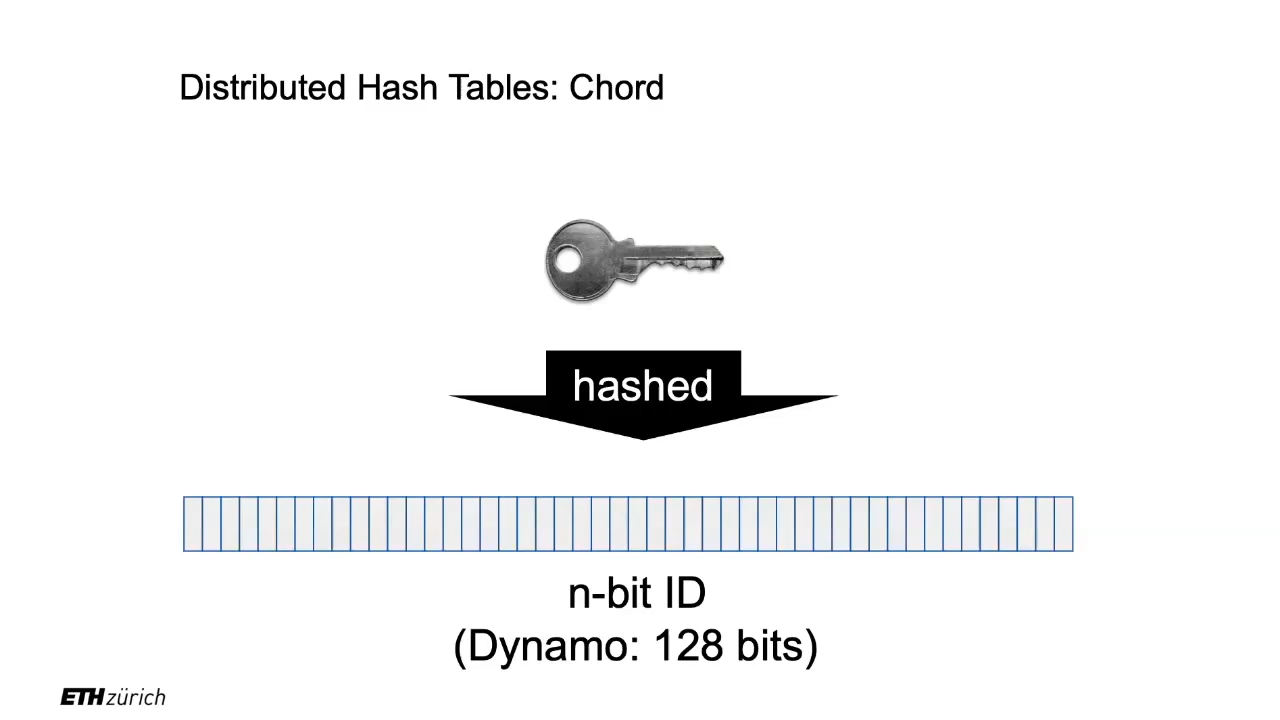 Distributed Hash Tables: Chord
hashed
n-bit ID
(Dynamo: 128 bits)
ETH zürich